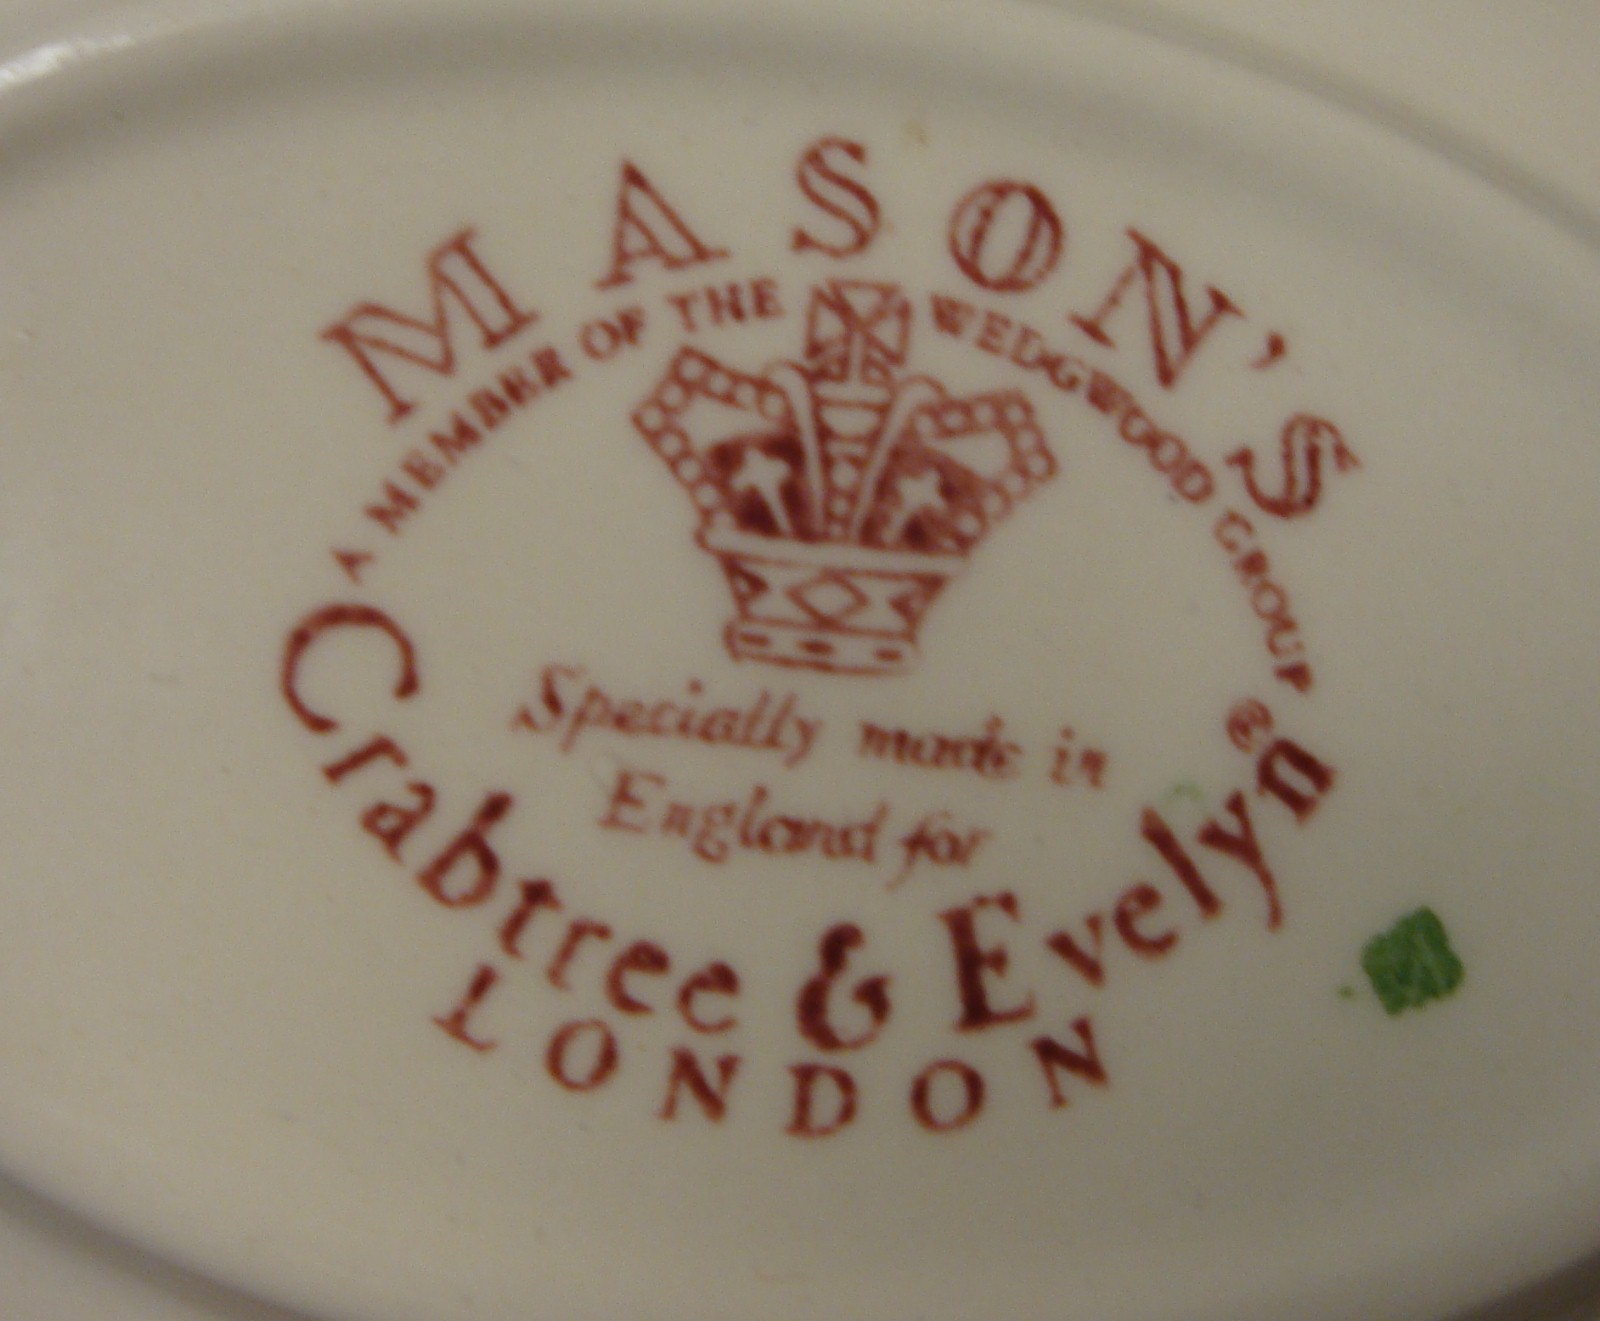 MASON'S
A MEMBER OF THE WEDGWOOD GROUP
Specially made in
England for
Crabtree & Evelyn®
LONDON